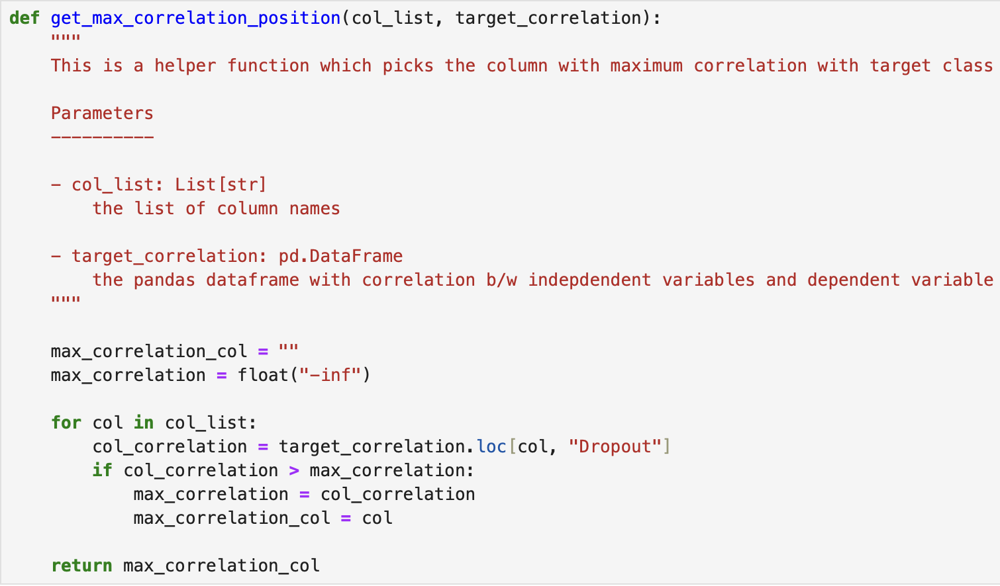 def get_max_correlation_position(col_list, target_correlation):
    """
    This is a helper function which picks the column with maximum correlation with target class
    Parameters
    ----------
    - col_list: List[str]
        the list of column names
    - target_correlation: pd.DataFrame
        the pandas dataframe with correlation b/w indepdendent variables and dependent variable
    """
    max_correlation_col = ""
    max_correlation = float("-inf")
    for col in col_list:
        col_correlation = target_correlation.loc[col, "Dropout"]
        if col_correlation > max_correlation:
            max_correlation = col_correlation
            max_correlation_col = col
    return max_correlation_col